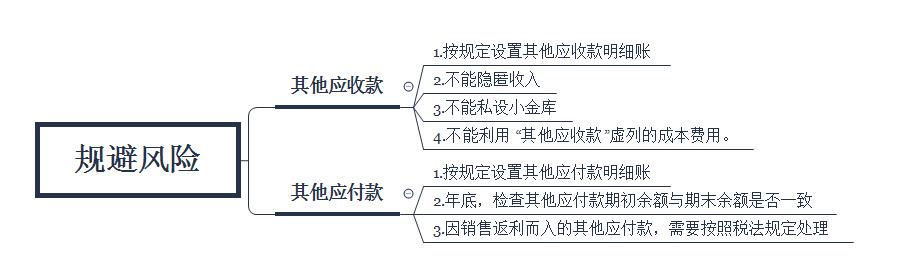 规避风险
其他应收款
1.按规定设置其他应收款明细账
2.不能隐匿收入
3.不能私设小金库
4.不能利用 “其他应收款 ”虚列的成本费用。
其他应付款
1.按规定设置其他应付款明细账
2.年底，检查其他应付款期初余额与期末余额是否一致
3.因销售返利而入的其他应付款，需要按照税法规定处理